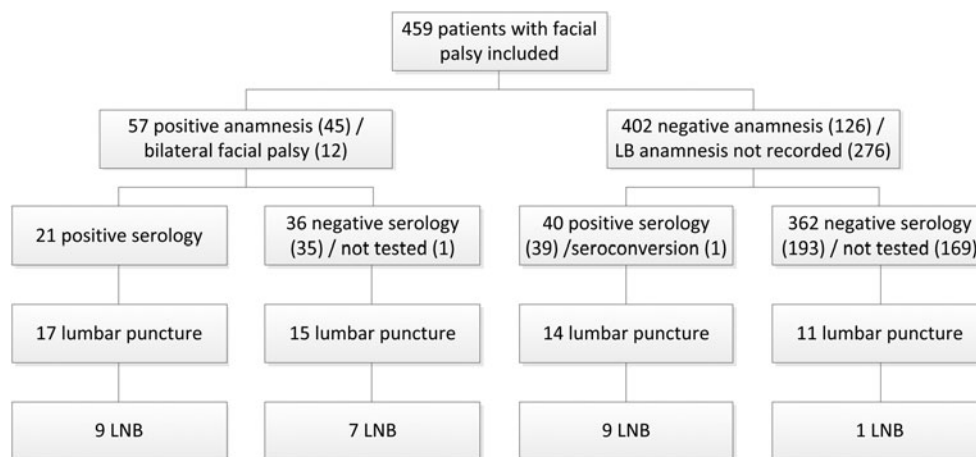 459 patients with facial
palsy included
57 positive anamnesis (45) /
bilateral facial palsy (12)
402 negative anamnesis (126) /
LB anamnesis not recorded (276)
21 positive serology
36 negative serology
(35) / not tested (1)
40 positive serology
(39) /seroconversion (1)
362 negative serology
(193) / not tested (169)
17 lumbar puncture
15 lumbar puncture
14 lumbar puncture
11 lumbar puncture
9 LNB
7 LNB
9 LNB
1 LNB